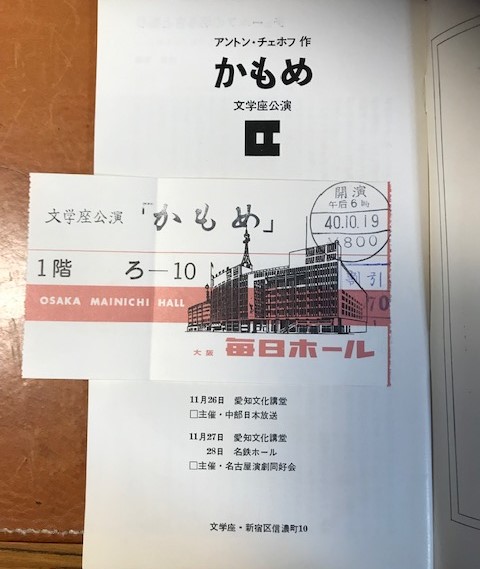 アントン・チェホフ 作
かもめ
文学座公演
文学座公演 「かもめ」
開演
午后6時
40.10.19
800
1階 ろ—10
割引
70
OSAKA MAINICHI HALL
大阪 毎日ホール
11月26日 愛知文化講堂
□主催・中部日本放送
11月27日 愛知文化講堂
28日 名鉄ホール
□主催・名古屋演劇同好会
文学座・新宿区信濃町10